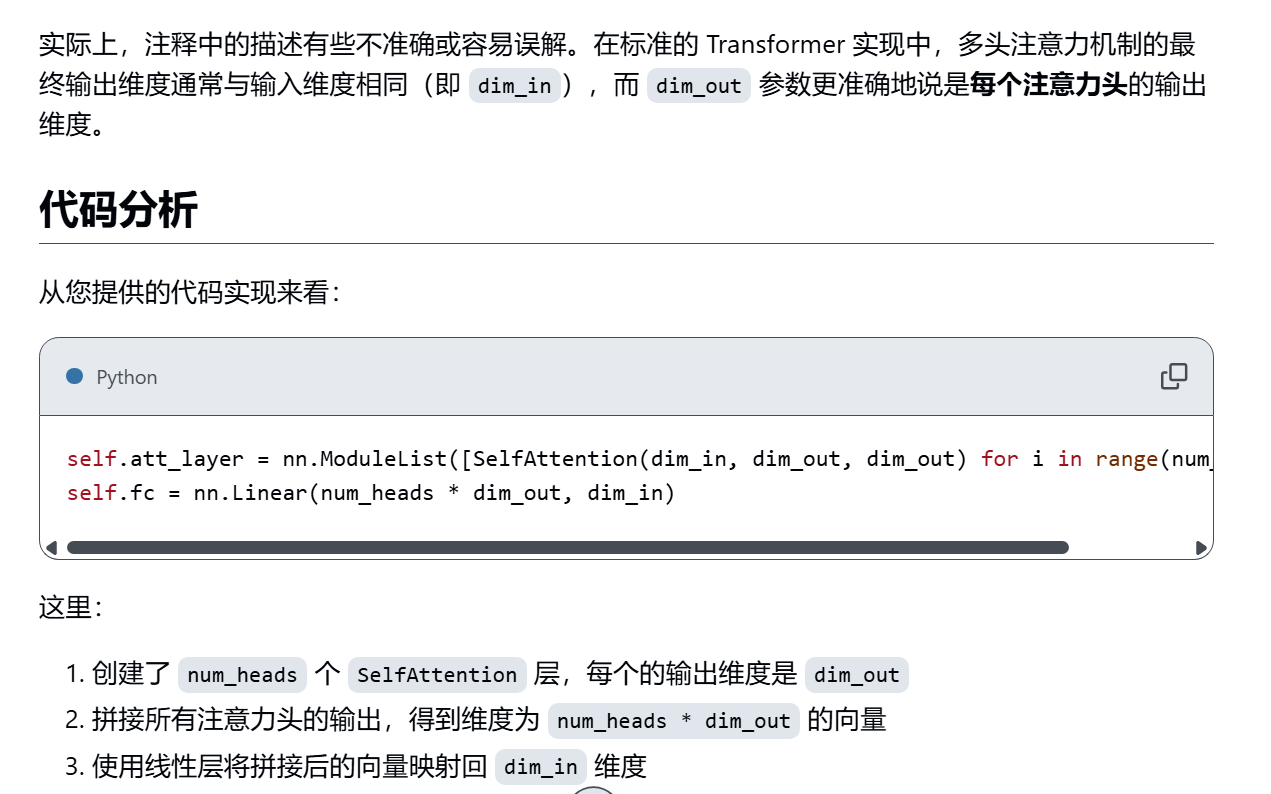 实际上，注释中的描述有些不准确或容易误解。在标准的 Transformer 实现中，多头注意力机制的最
终输出维度通常与输入维度相同（即 dim_in），而 dim_out 参数更准确地说是每个注意力头的输出
维度。
代码分析
从您提供的代码实现来看：
Python
self.att_layer = nn.ModuleList([SelfAttention(dim_in, dim_out, dim_out) for i in range(num_
self.fc = nn.Linear(num_heads * dim_out, dim_in)
这里：
1. 创建了 num_heads 个 SelfAttention 层，每个的输出维度是 dim_out
2. 拼接所有注意力头的输出，得到维度为 num_heads * dim_out 的向量
3. 使用线性层将拼接后的向量映射回 dim_in 维度